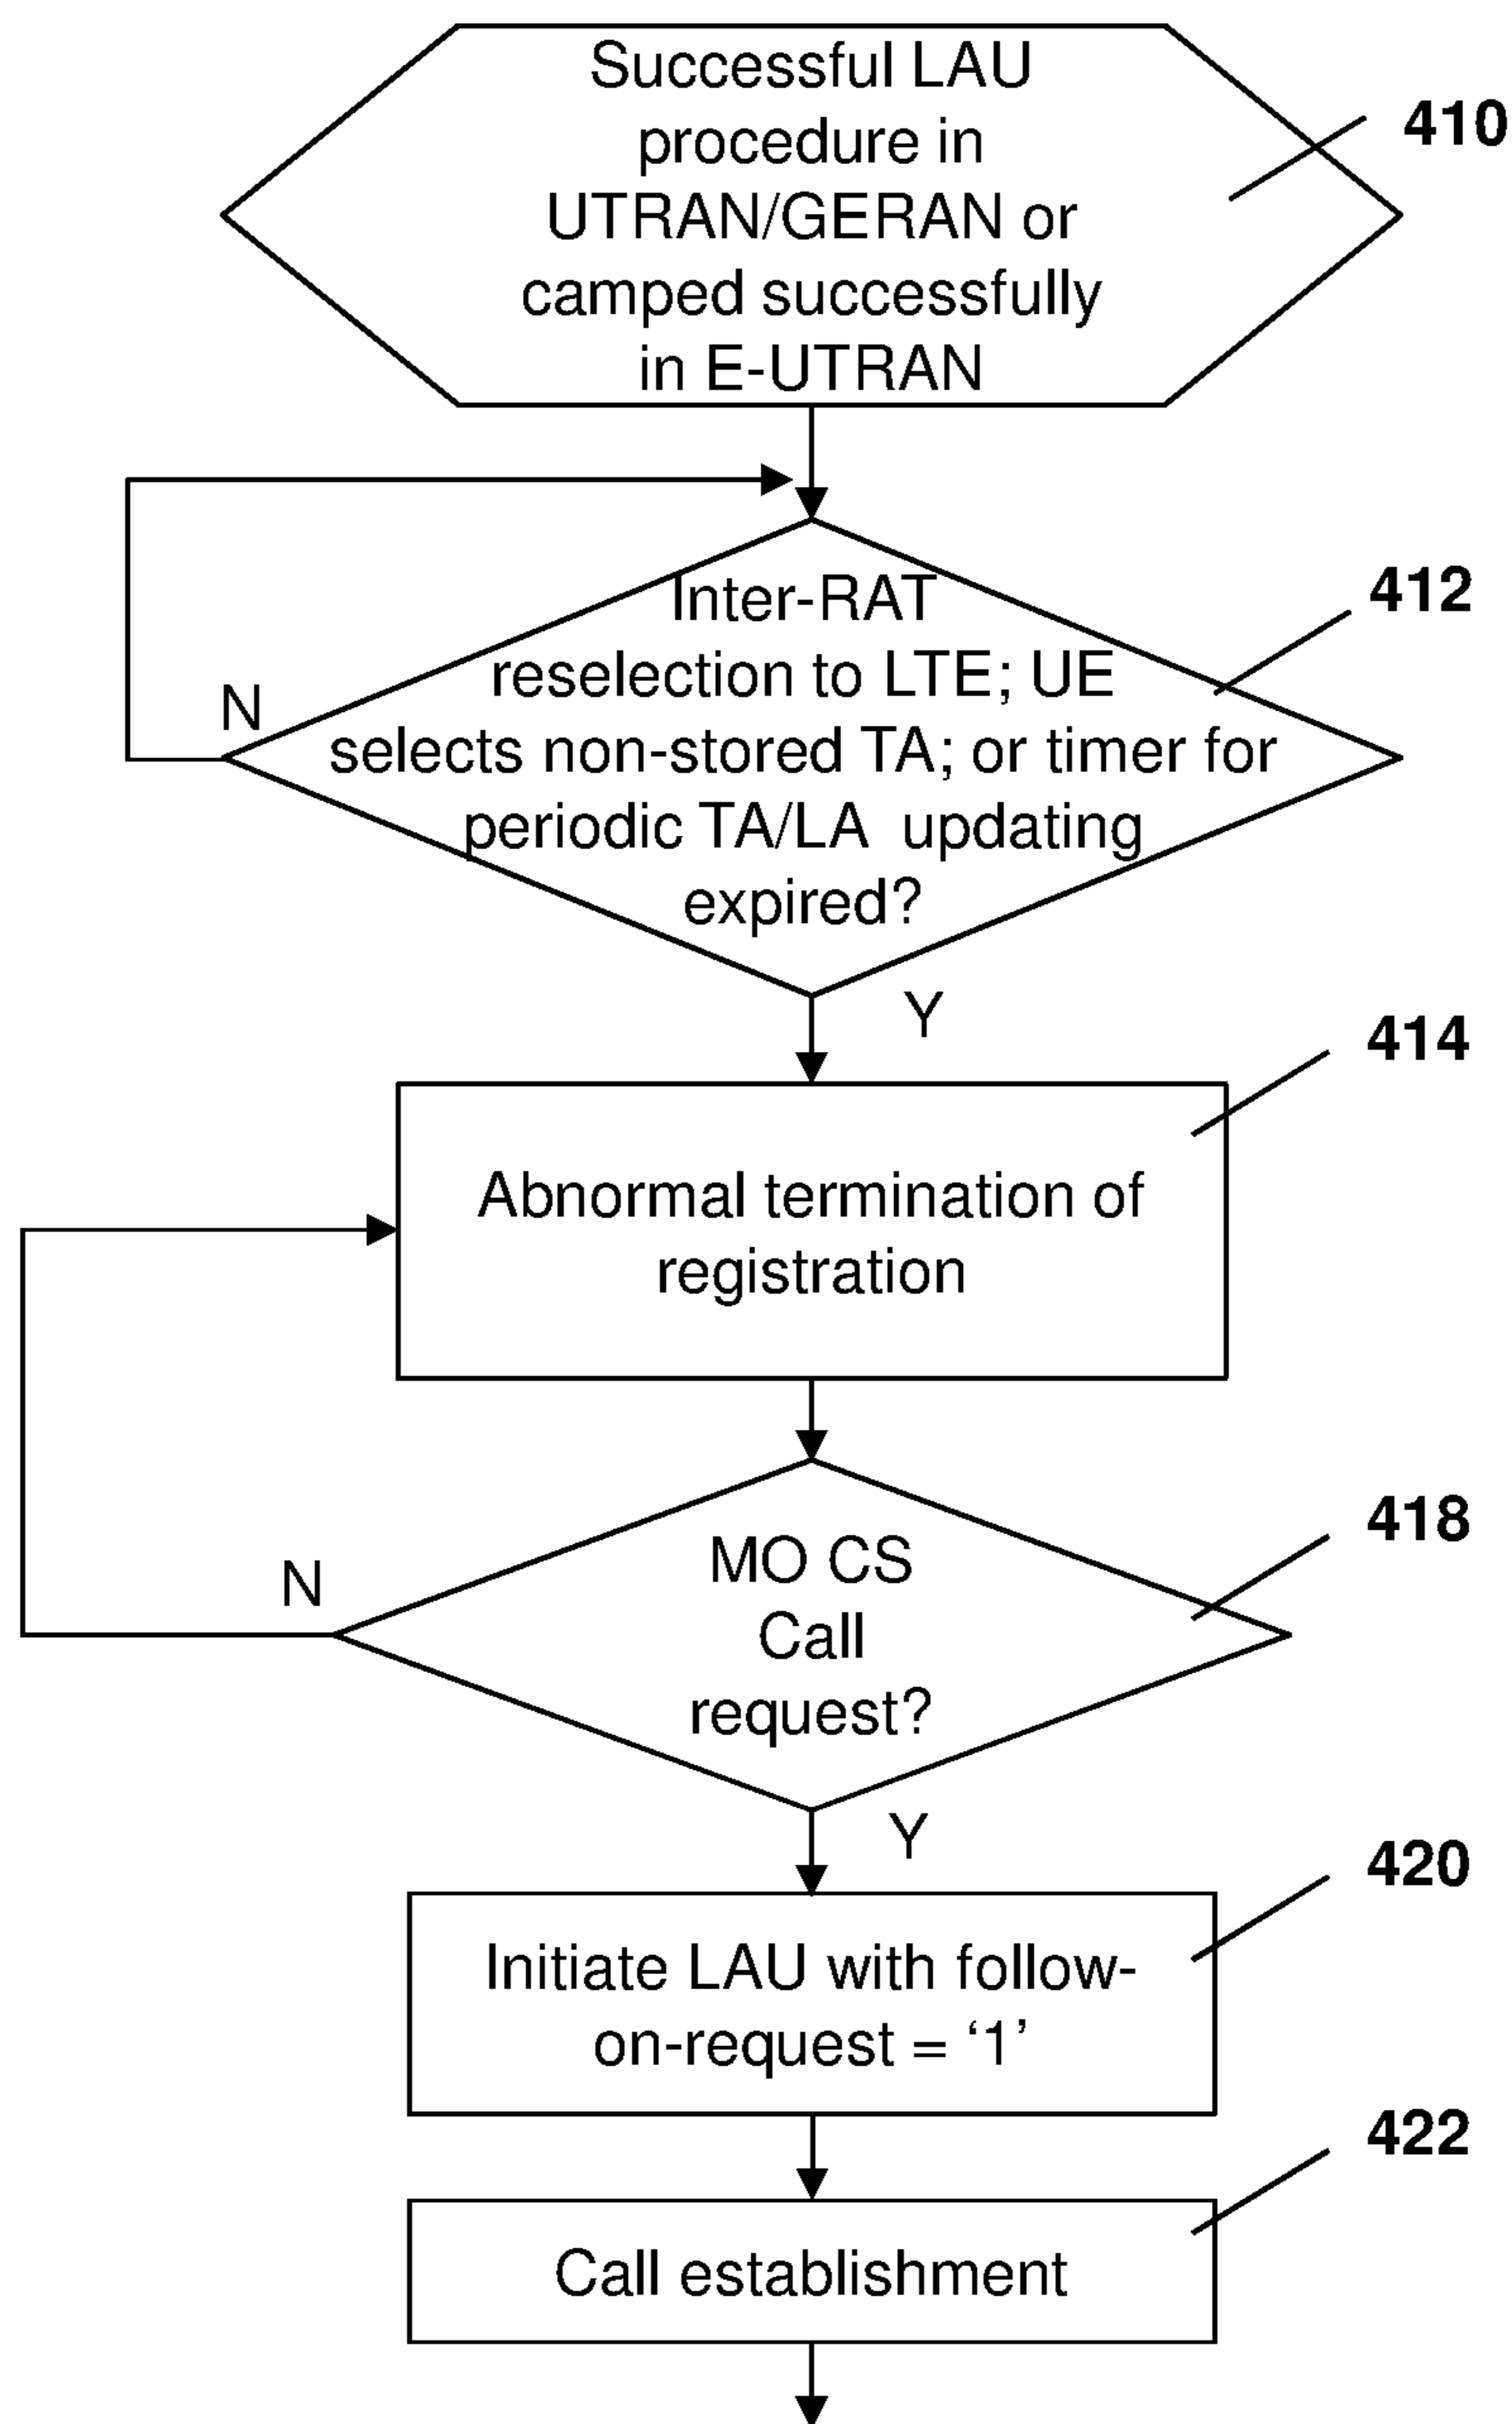 Successful LAU
procedure in
UTRAN/GERAN or
camped successfully
in E-UTRAN
410
Inter-RAT
reselection to LTE; UE
selects non-stored TA; or timer for
periodic TA/LA updating
expired?
412
N
Y
414
Abnormal termination of
registration
418
MO CS
Call
request?
N
Y
420
Initiate LAU with follow-
on-request = ‘1’
422
Call establishment